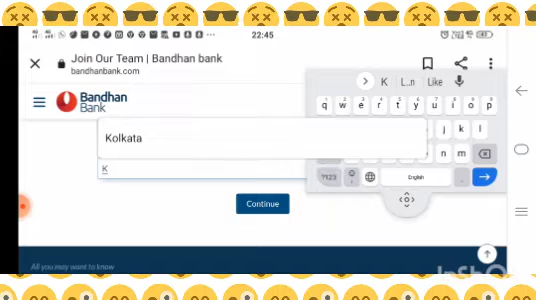 22:45
Join Our Team | Bandhan bank
bandhanbank.com
Bandhan
Bank
K L...n Like
q w e r t y u i o p
j k l
n m
?123 English .
Kolkata
K
Continue
All you may want to know
InShO